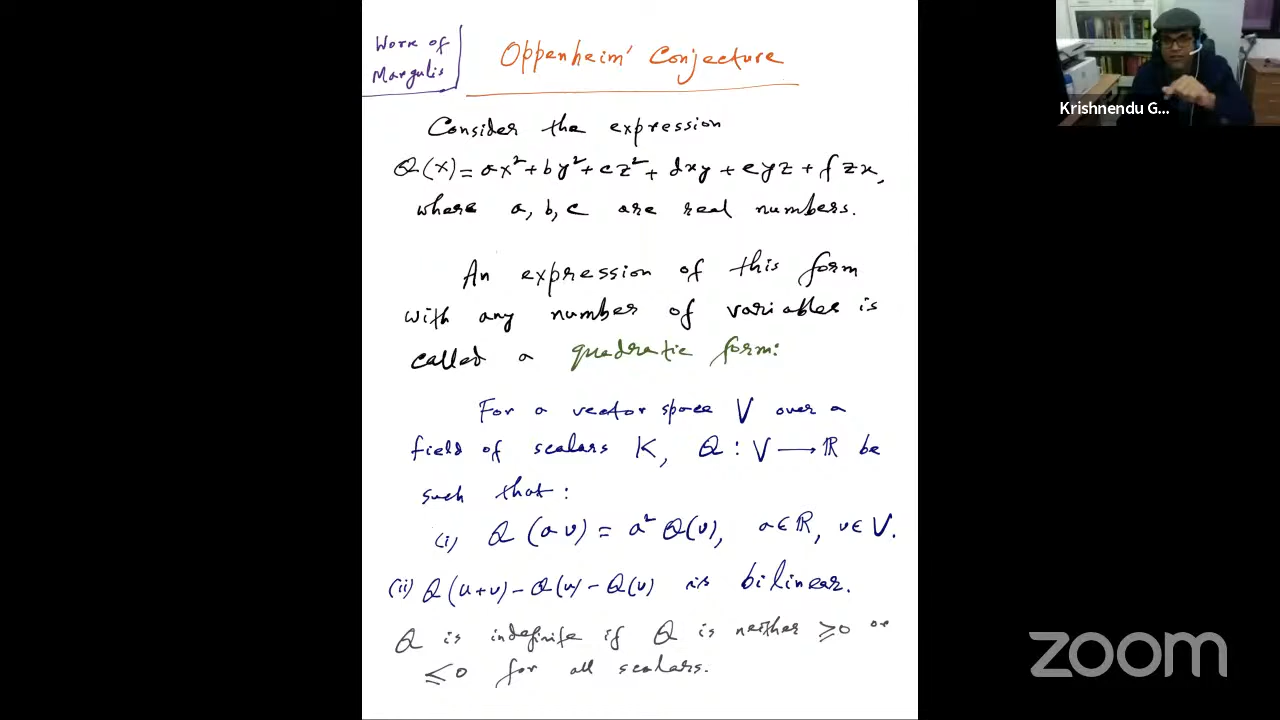 Work of
Margulis
Oppenheim' Conjecture
Consider the expression
Q(x) = ax² + by² + cz² + dxy + eyz + fzx,
where a, b, c are real numbers.
An expression of this form
with any number of variables is
called a quadratic form:
For a vector space V over a
field of scalars K, Q : V → ℝ be
such that :
(i) Q (av) = a² Q(v), a ∈ ℝ, v ∈ V.
(ii) Q(u+v) - Q(u) - Q(v) is bilinear.
Q is indefinite if Q is neither ≥0 or
≤0 for all scalars.
Krishnendu G...
zoom